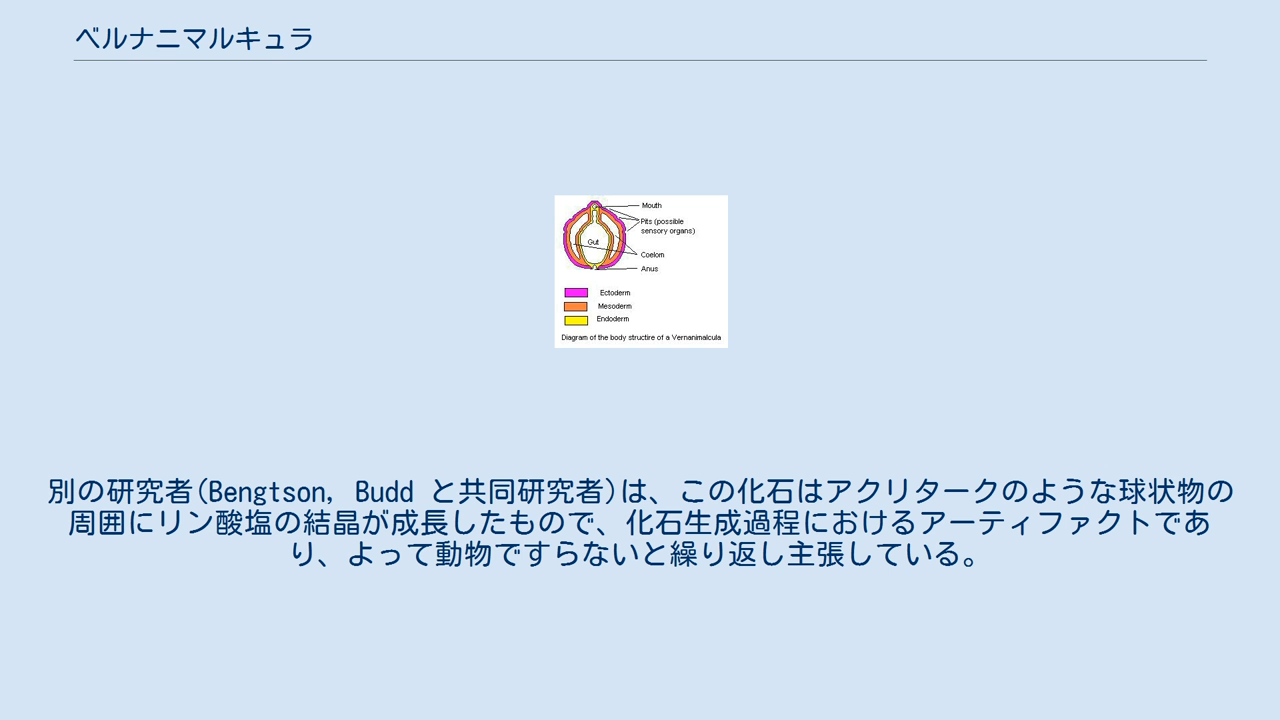 ベルナニマルキュラ
Mouth
Pits (possible
sensory organs)
Gut
Coelom
Anus
Ectoderm
Mesoderm
Endoderm
Diagram of the body structire of a Vernanimalcula
別の研究者(Bengtson, Budd と共同研究者)は、この化石はアクリタークのような球状物の
周囲にリン酸塩の結晶が成長したもので、化石生成過程におけるアーティファクトであ
り、よって動物ですらないと繰り返し主張している。